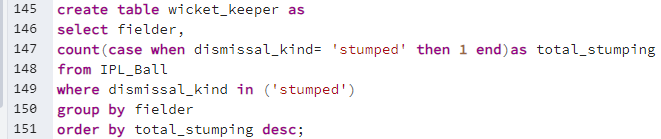 145 create table wicket_keeper as
146 select fielder,
147 count(case when dismissal_kind= 'stumped' then 1 end)as total_stumping
148 from IPL_Ball
149 where dismissal_kind in ('stumped')
150 group by fielder
151 order by total_stumping desc;